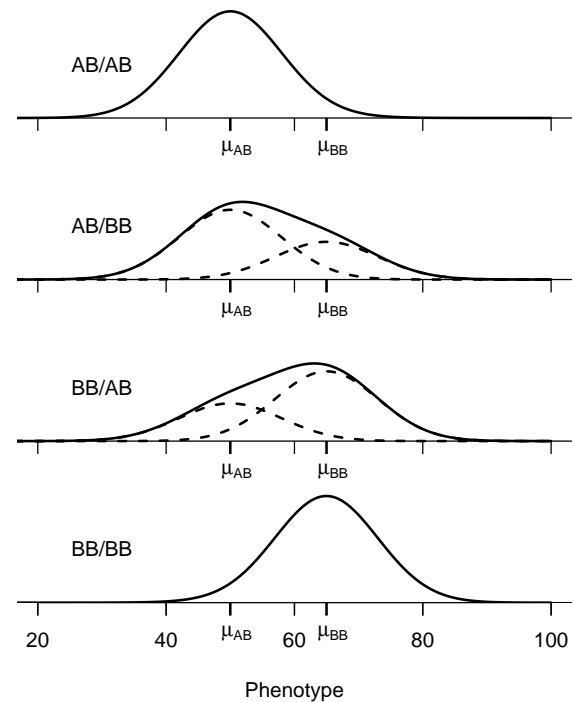 AB/AB
μAB μBB
AB/BB
μAB μBB
BB/AB
μAB μBB
BB/BB
20 40 μAB 60 μBB 80 100
Phenotype